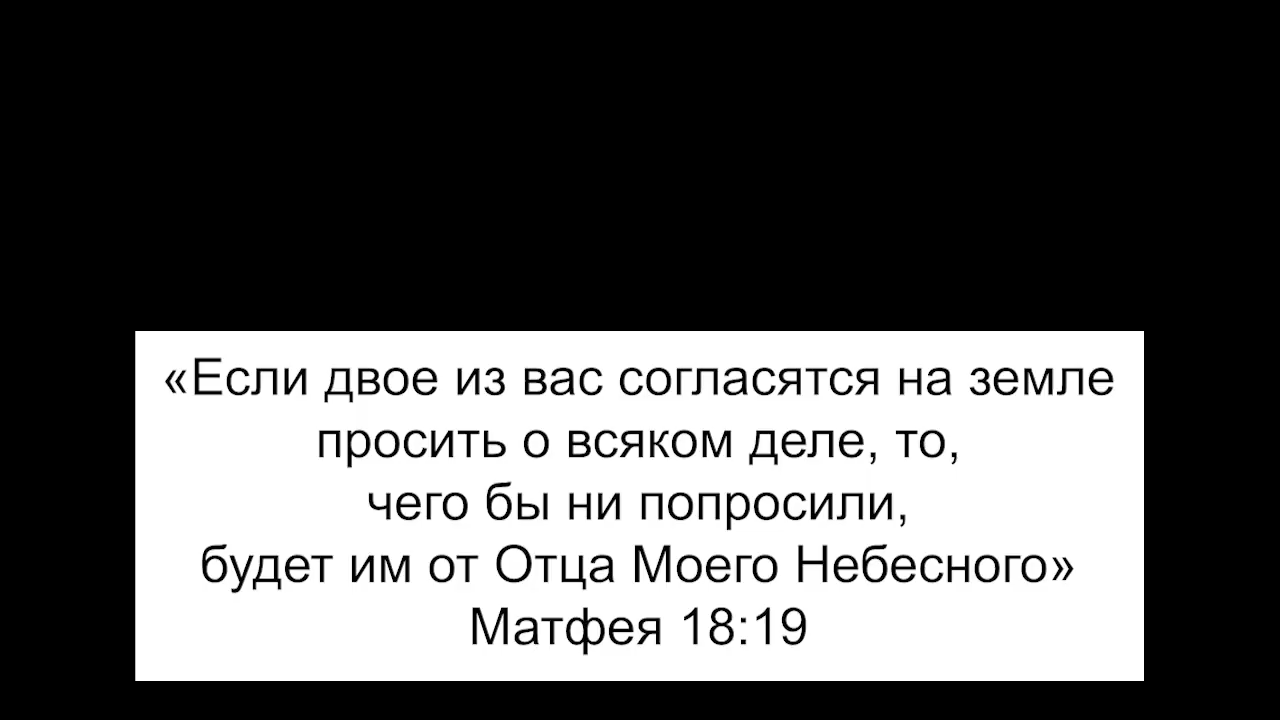 «Если двое из вас согласятся на земле
просить о всяком деле, то,
чего бы ни попросили,
будет им от Отца Моего Небесного»
Матфея 18:19